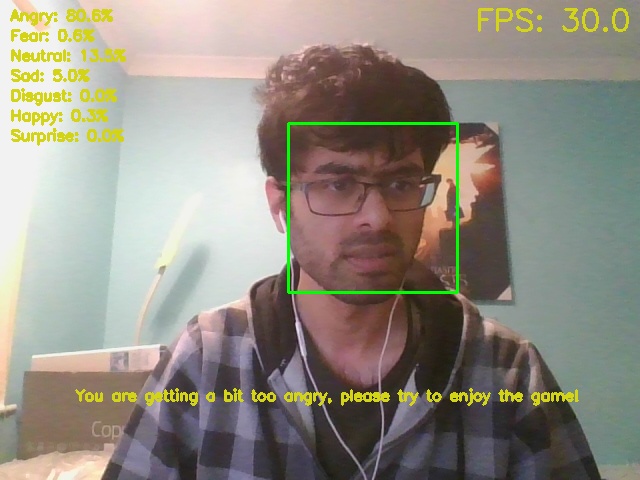 Angry: 80.6%
FPS: 30.0
Fear: 0.6%
Neutral: 13.5%
Sad: 5.0%
Disgust: 0.0%
Happy: 0.3%
Surprise: 0.0%
You are getting a bit too angry, please try to enjoy the game!